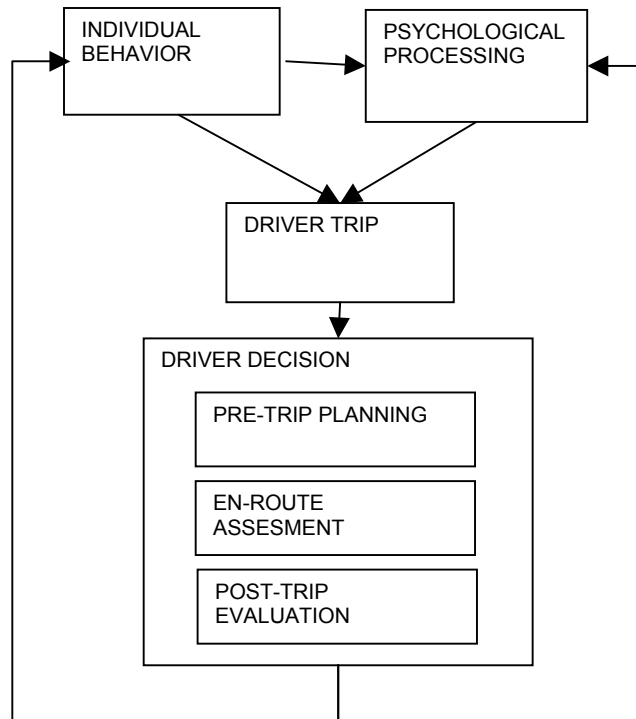 INDIVIDUAL
BEHAVIOR
PSYCHOLOGICAL
PROCESSING
DRIVER TRIP
DRIVER DECISION
PRE-TRIP PLANNING
EN-ROUTE
ASSESMENT
POST-TRIP
EVALUATION